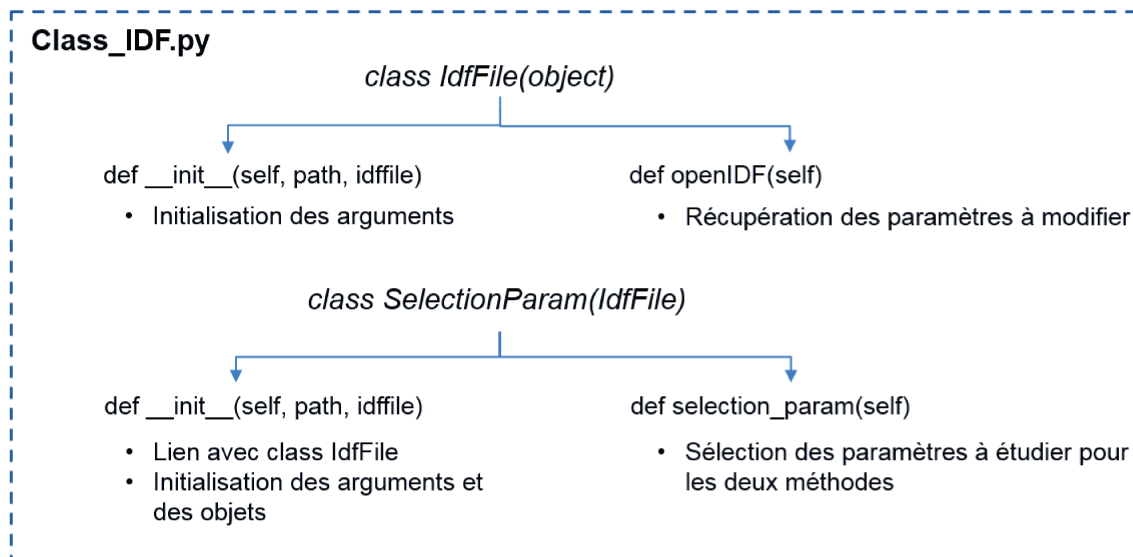 Class_IDF.py
class IdfFile(object)
def __init__(self, path, idffile)
• Initialisation des arguments
def openIDF(self)
• Récupération des paramètres à modifier
class SelectionParam(IdfFile)
def __init__(self, path, idffile)
• Lien avec class IdfFile
• Initialisation des arguments et
des objets
def selection_param(self)
• Sélection des paramètres à étudier pour
les deux méthodes